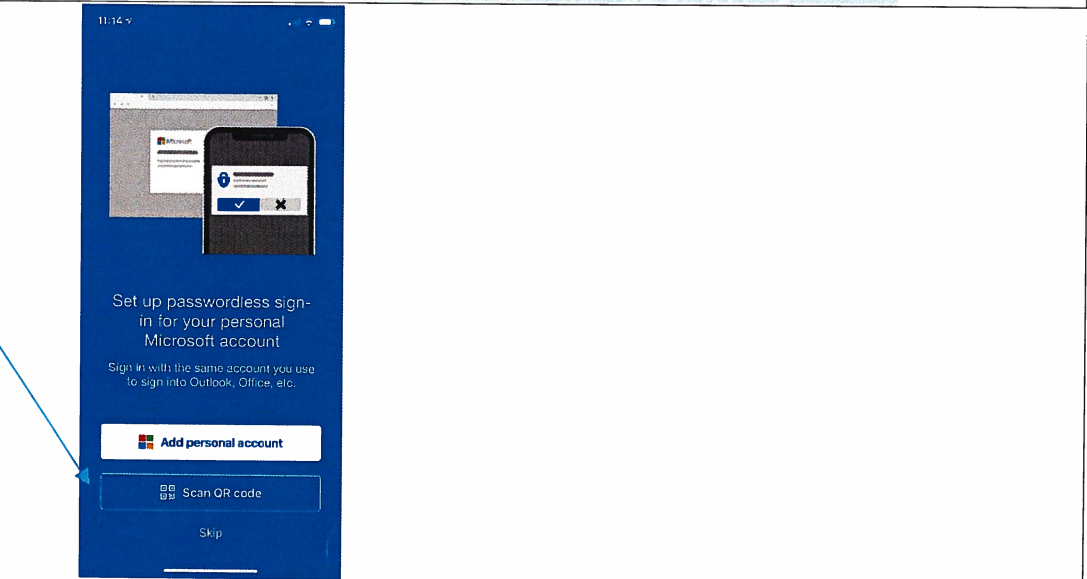 11:14
Microsoft
Set up passwordless sign-
in for your personal
Microsoft account
Sign in with the same account you use
to sign into Outlook, Office, etc.
Add personal account
Scan QR code
Skip